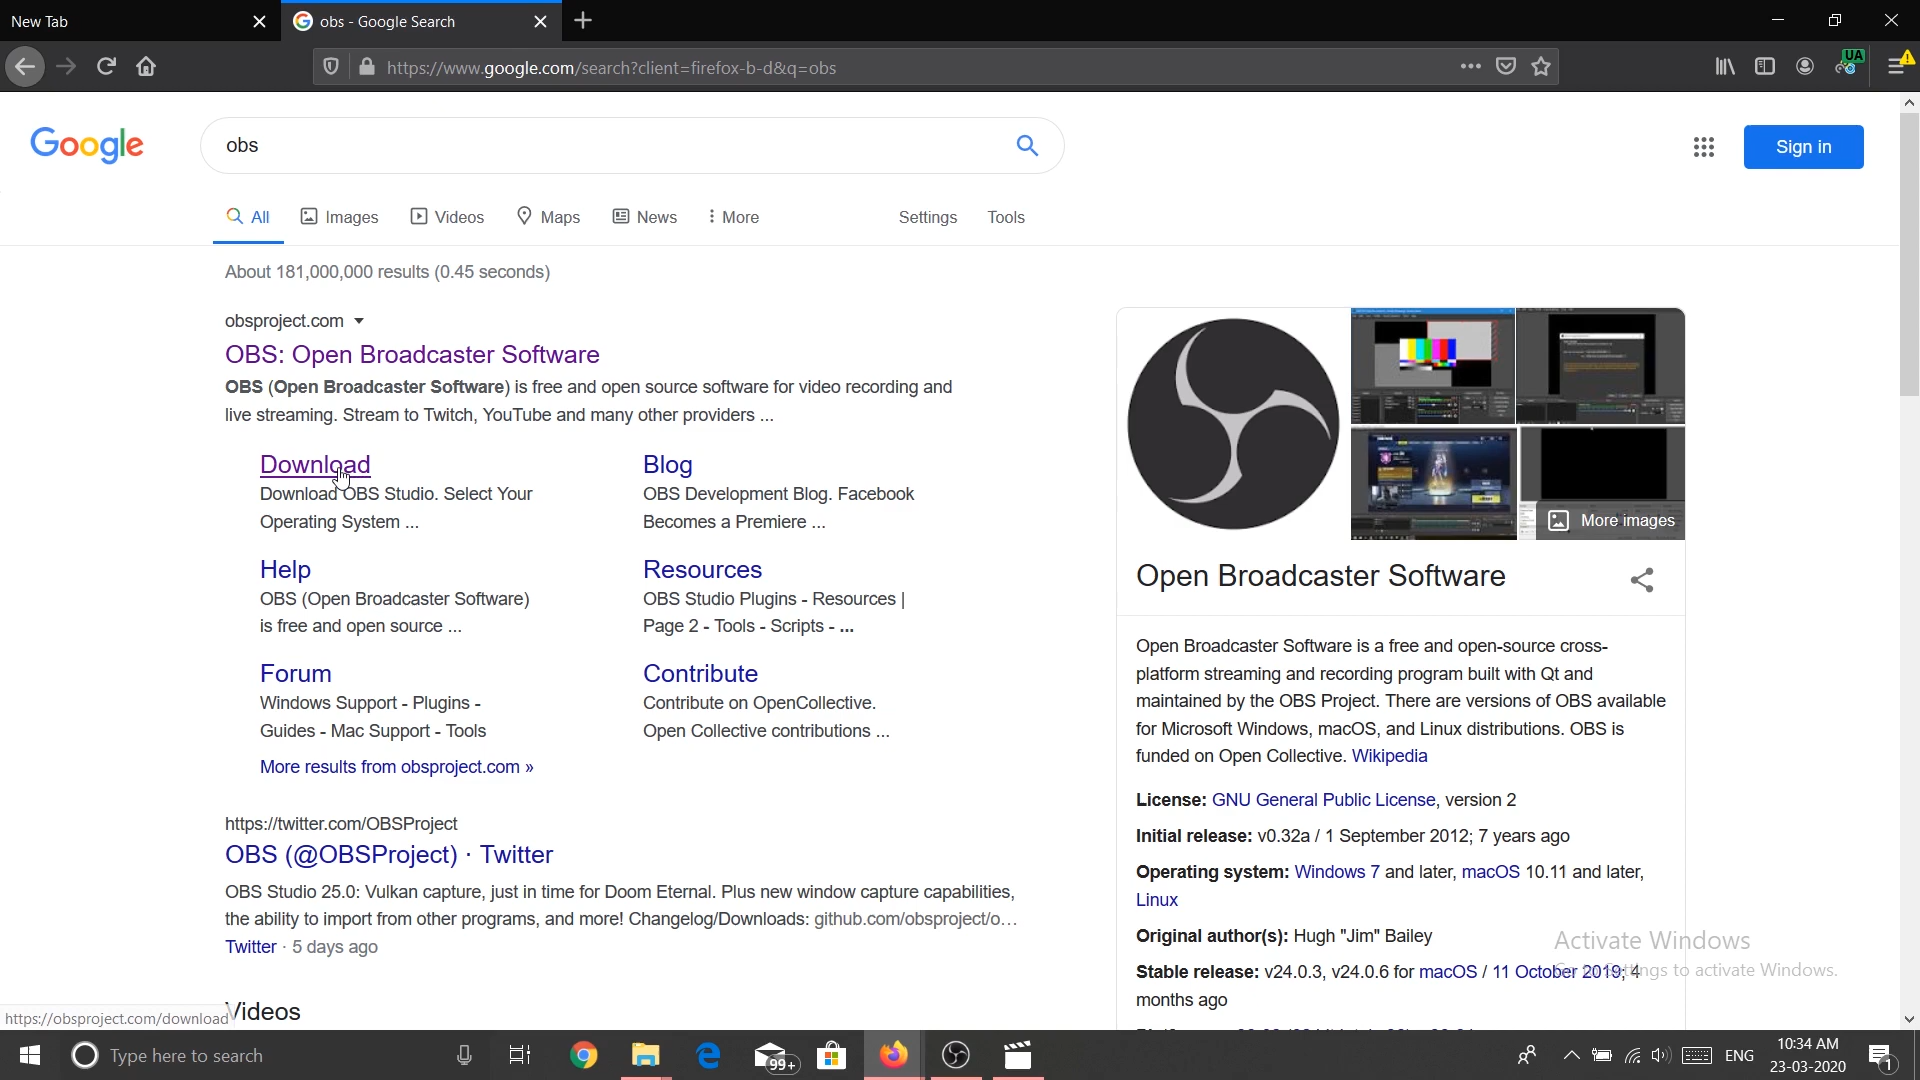 New Tab
obs - Google Search
https://www.google.com/search?client=firefox-b-d&q=obs
UA
Google
obs
Sign in
All
Images
Videos
Maps
News
More
Settings
Tools
About 181,000,000 results (0.45 seconds)
obsproject.com
OBS: Open Broadcaster Software
OBS (Open Broadcaster Software) is free and open source software for video recording and
live streaming. Stream to Twitch, YouTube and many other providers ...
Download
Download OBS Studio. Select Your
Operating System ...
Blog
OBS Development Blog. Facebook
Becomes a Premiere ...
Help
OBS (Open Broadcaster Software)
is free and open source ...
Resources
OBS Studio Plugins - Resources |
Page 2 - Tools - Scripts - ...
Forum
Windows Support - Plugins -
Guides - Mac Support - Tools
Contribute
Contribute on OpenCollective.
Open Collective contributions ...
More results from obsproject.com »
https://twitter.com/OBSProject
OBS (@OBSProject) · Twitter
OBS Studio 25.0: Vulkan capture, just in time for Doom Eternal. Plus new window capture capabilities,
the ability to import from other programs, and more! Changelog/Downloads: github.com/obsproject/o...
Twitter · 5 days ago
Videos
https://obsproject.com/download
More images
Open Broadcaster Software
Open Broadcaster Software is a free and open-source cross-
platform streaming and recording program built with Qt and
maintained by the OBS Project. There are versions of OBS available
for Microsoft Windows, macOS, and Linux distributions. OBS is
funded on Open Collective. Wikipedia
License: GNU General Public License, version 2
Initial release: v0.32a / 1 September 2012; 7 years ago
Operating system: Windows 7 and later, macOS 10.11 and later,
Linux
Original author(s): Hugh "Jim" Bailey
Stable release: v24.0.3, v24.0.6 for macOS / 11 October 2019; 4
months ago
Activate Windows
Go to Settings to activate Windows.
Type here to search
99+
ENG
10:34 AM
23-03-2020
1